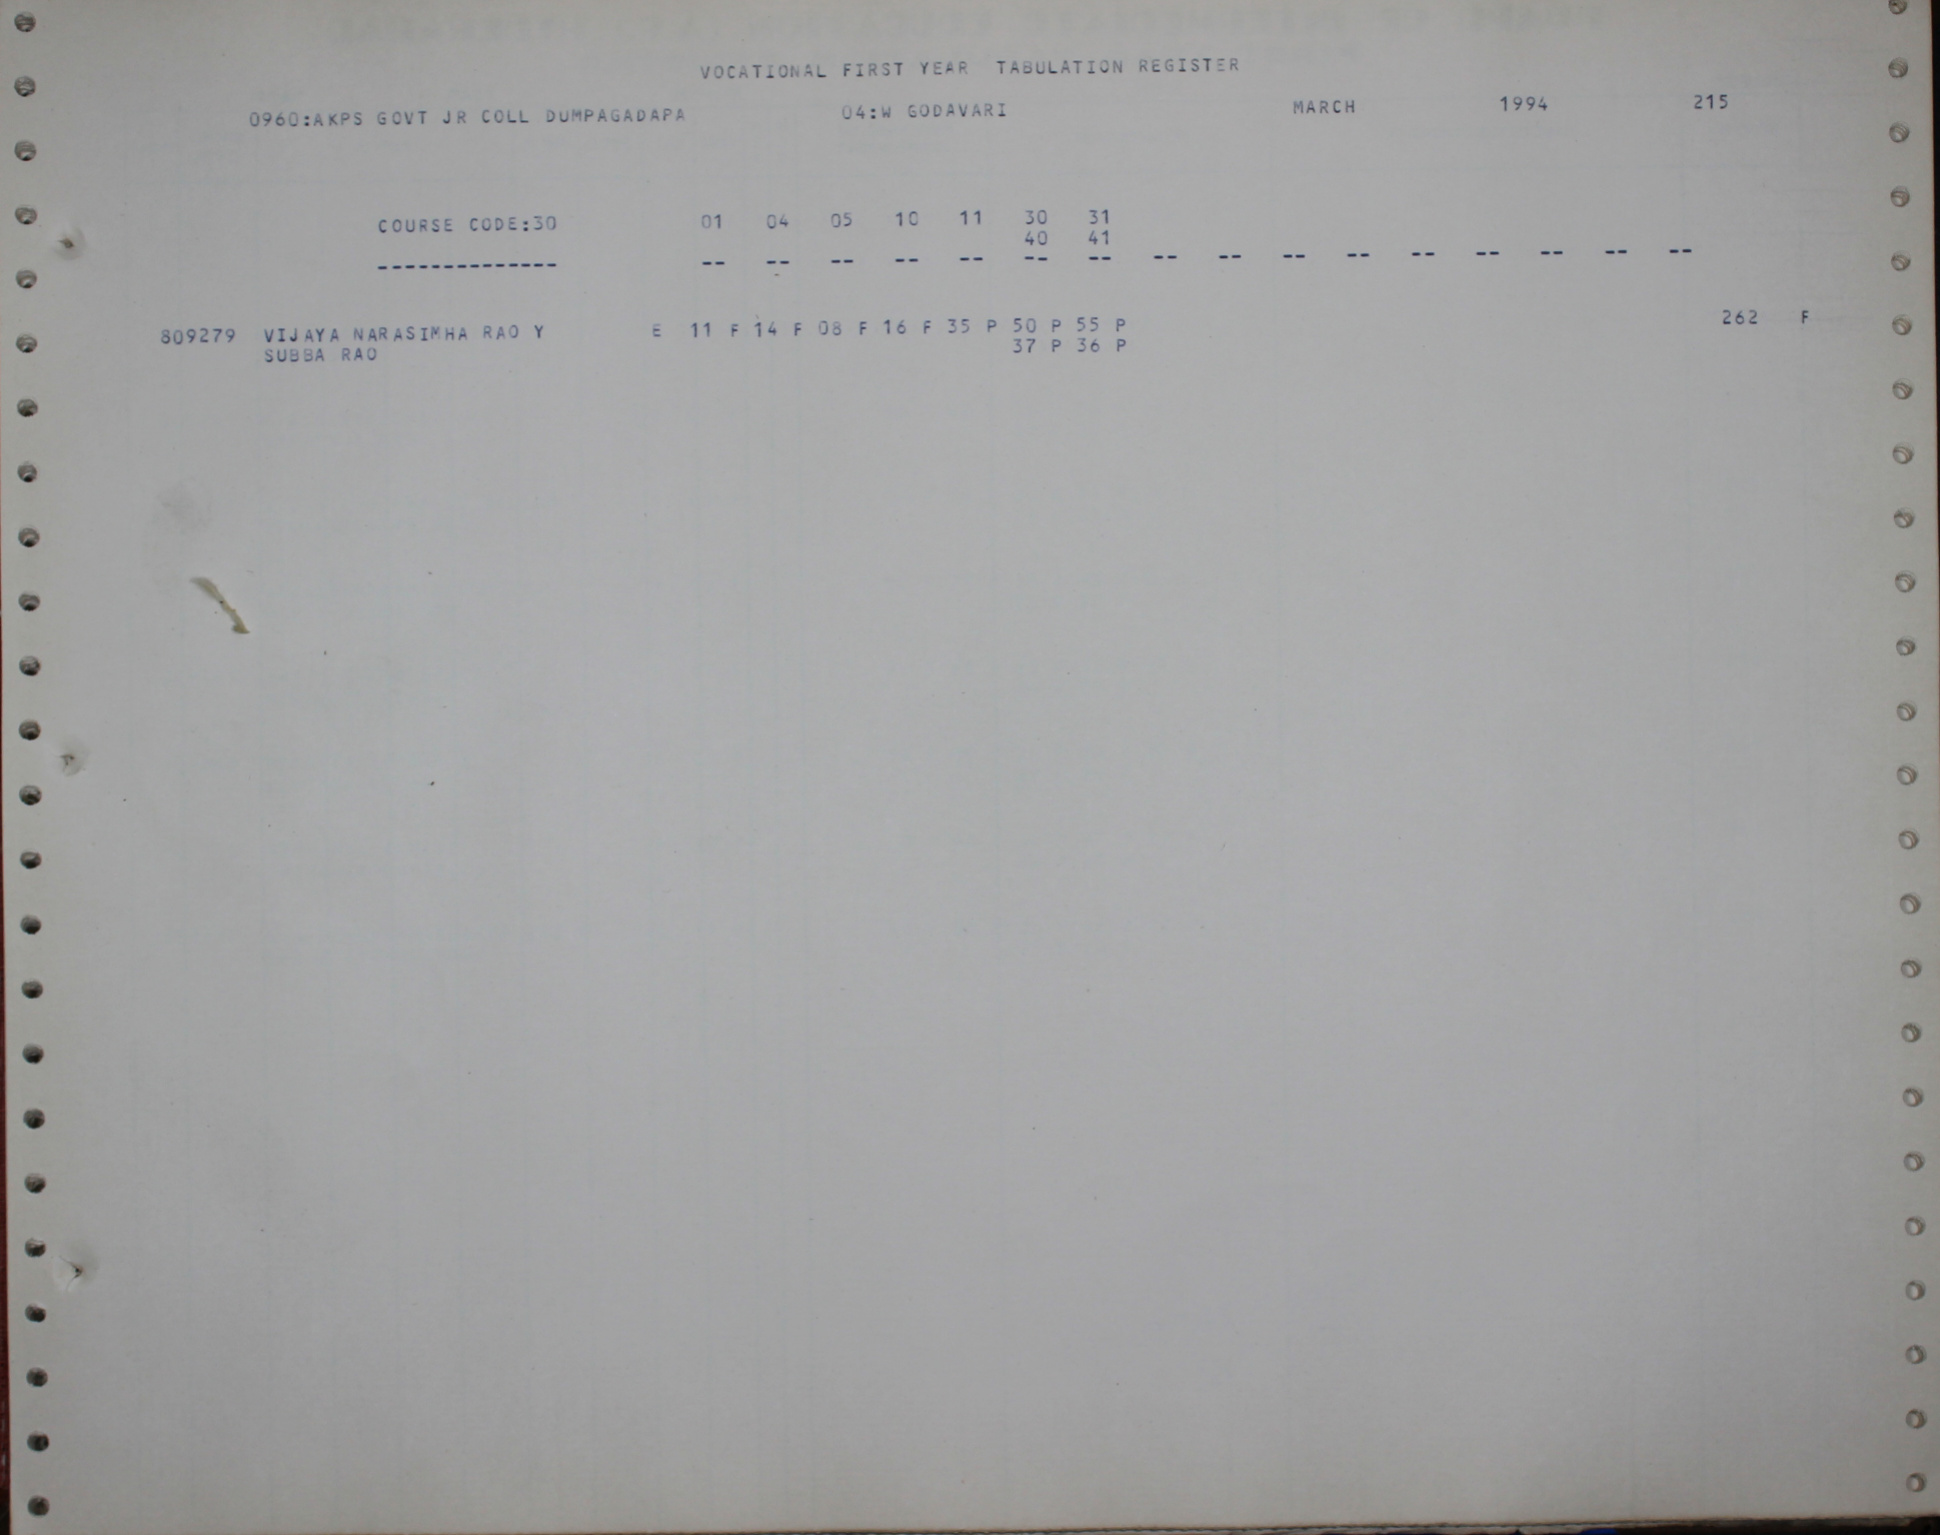 VOCATIONAL FIRST YEAR TABULATION REGISTER
0960:AKPS GOVT JR COLL DUMPAGADAPA 04:W GODAVARI MARCH 1994 215
COURSE CODE:30 01 04 05 10 11 30 31
40 41
-------------- -- -- -- -- -- -- -- -- -- -- -- -- -- -- -- --
809279 VIJAYA NARASIMHA RAO Y E 11 F 14 F 08 F 16 F 35 P 50 P 55 P 262 F
SUBBA RAO 37 P 36 P